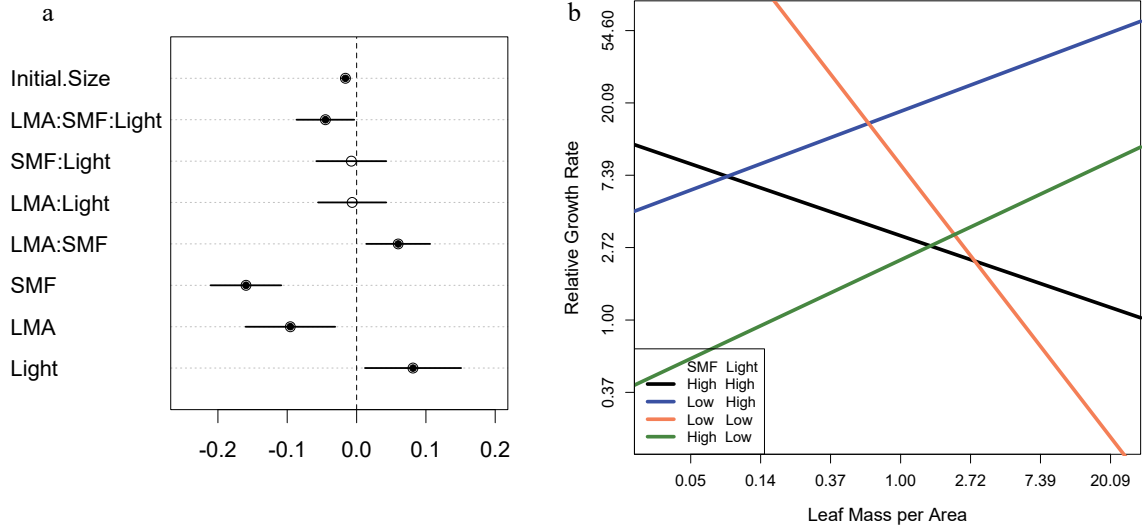 a
Initial.Size
LMA:SMF:Light
SMF:Light
LMA:Light
LMA:SMF
SMF
LMA
Light
-0.2 -0.1 0.0 0.1 0.2
b
Relative Growth Rate
54.60
20.09
7.39
2.72
1.00
0.37
SMF Light
High High
Low High
Low Low
High Low
0.05 0.14 0.37 1.00 2.72 7.39 20.09
Leaf Mass per Area